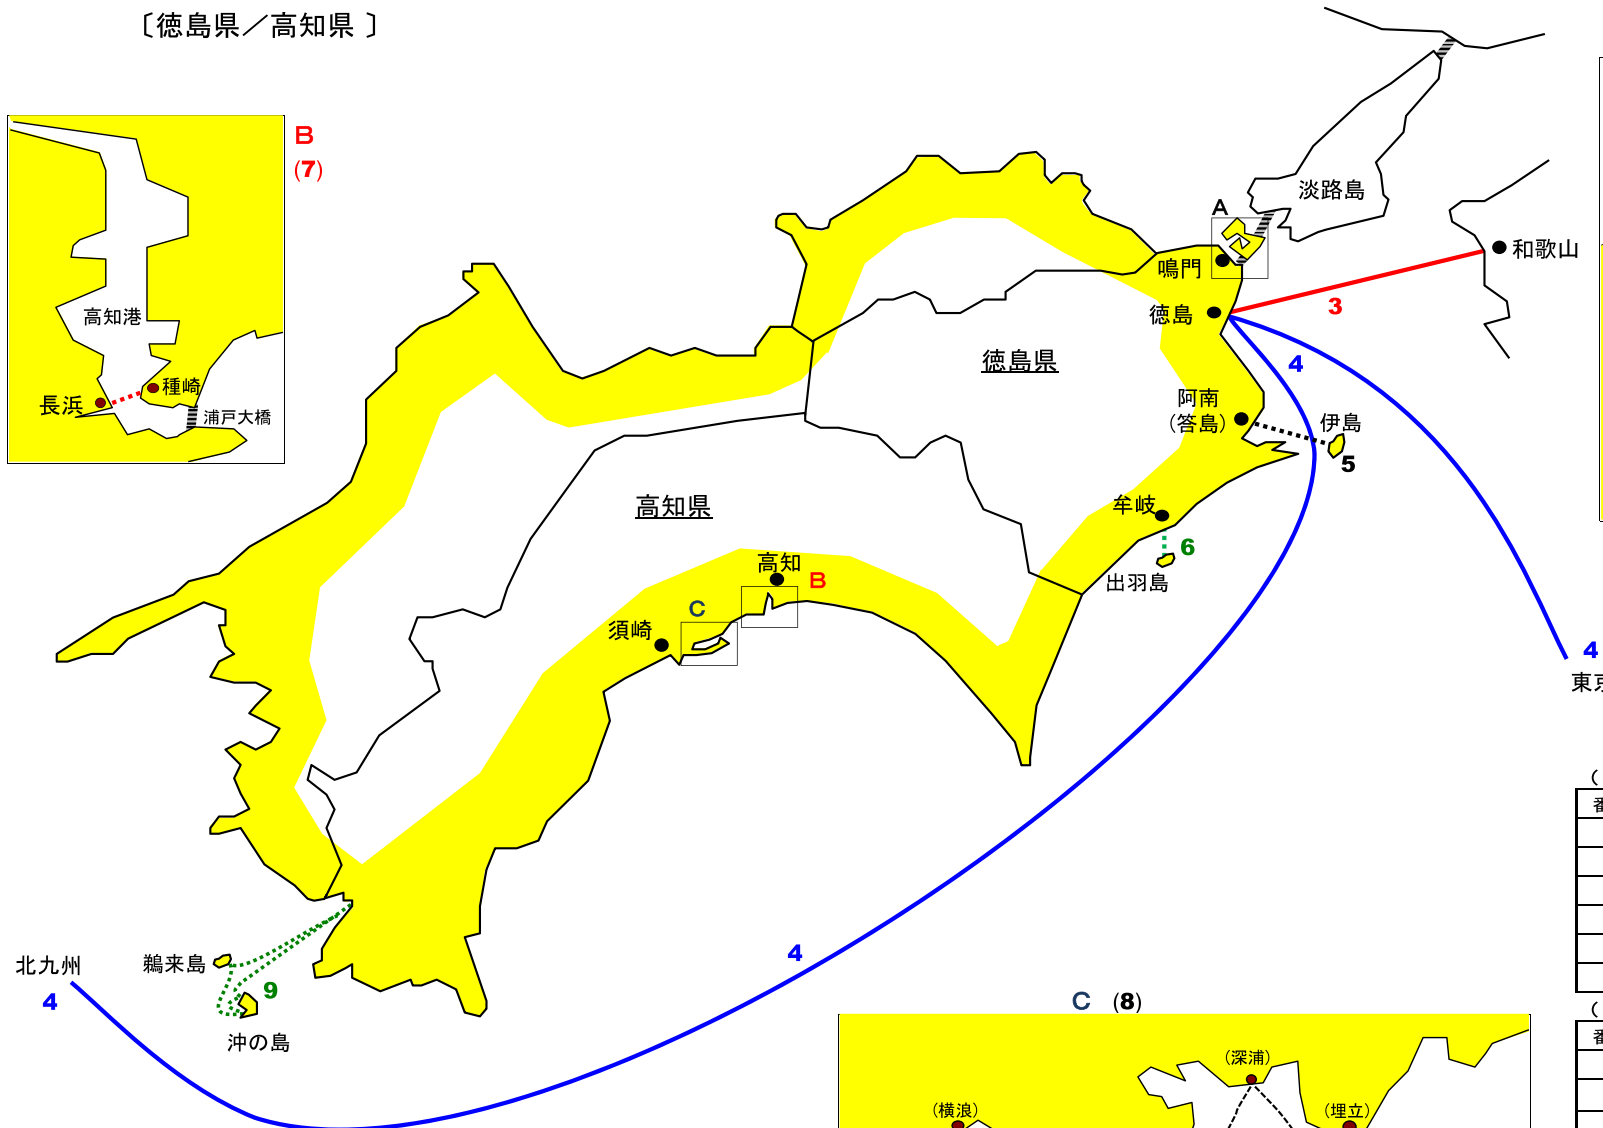 〔徳島県／高知県 〕
B
(7)
高知港
種崎
長浜
浦戸大橋
淡路島
A
鳴門
和歌山
徳島
3
4
徳島県
阿南
（答島）
伊島
5
高知県
牟岐
6
出羽島
高知
B
C
須崎
4
東京
北九州
4
鵜来島
9
沖の島
4
C (8)
（深浦）
（横浪）
（埋立）
（
番
（
番